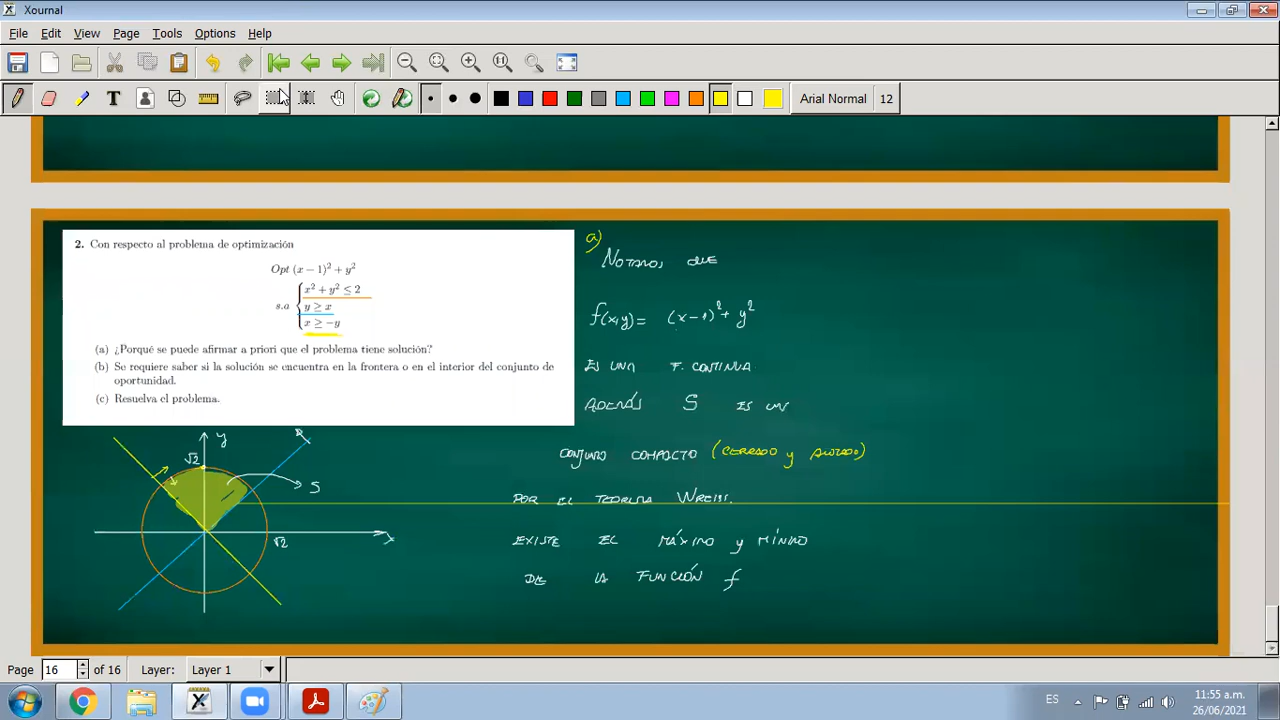 Xournal
File Edit View Page Tools Options Help
Arial Normal 12
2. Con respecto al problema de optimización
Opt (x − 1)² + y²
s.a { x² + y² ≤ 2
y ≥ x
x ≥ −y
(a) ¿Porqué se puede afirmar a priori que el problema tiene solución?
(b) Se requiere saber si la solución se encuentra en la frontera o en el interior del conjunto de
oportunidad.
(c) Resuelva el problema.
y
√2
S
√2
x
a)
NOTAMOS QUE
f(x,y) = (x−1)² + y²
ES UNA F. CONTINUA
ADEMÁS S ES UN
CONJUNTO COMPACTO (CERRADO y ACOTADO)
POR EL TEOREMA
EXISTE EL MÁXIMO y MÍNIMO
DE LA FUNCIÓN f
Page 16 of 16 Layer: Layer 1
ES
11:55 a.m.
26/06/2021